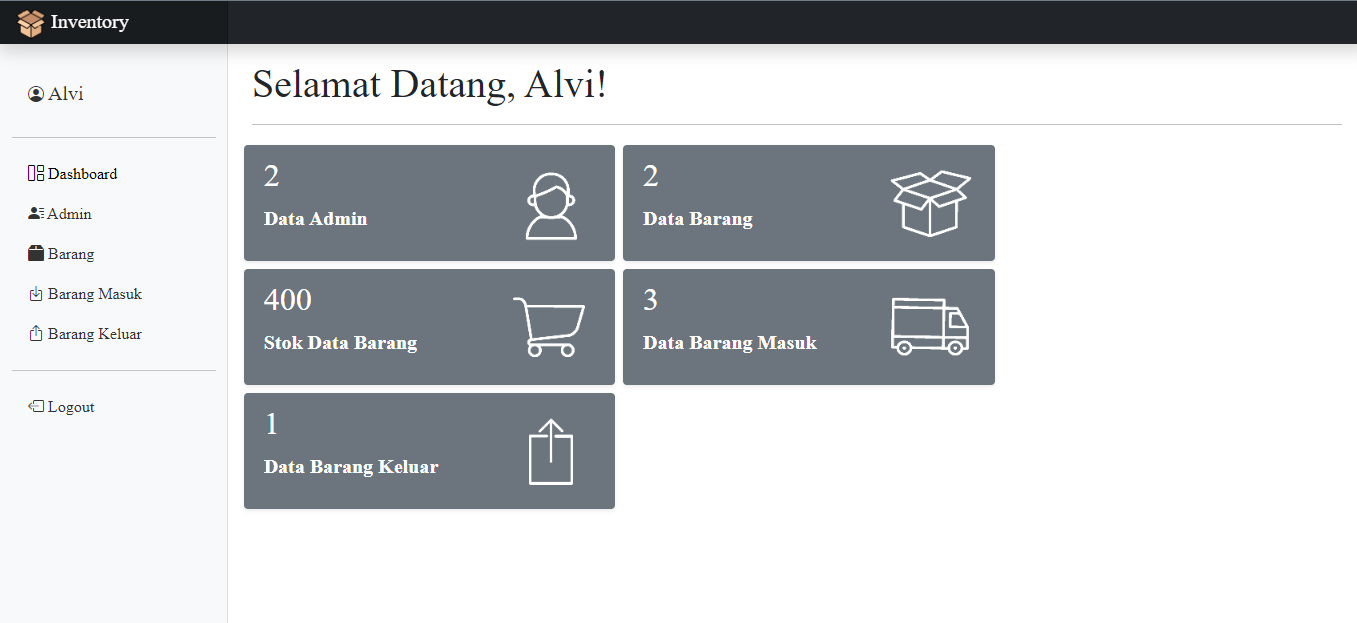 Inventory
Alvi
Dashboard
Admin
Barang
Barang Masuk
Barang Keluar
Logout
Selamat Datang, Alvi!
2
Data Admin
2
Data Barang
400
Stok Data Barang
3
Data Barang Masuk
1
Data Barang Keluar